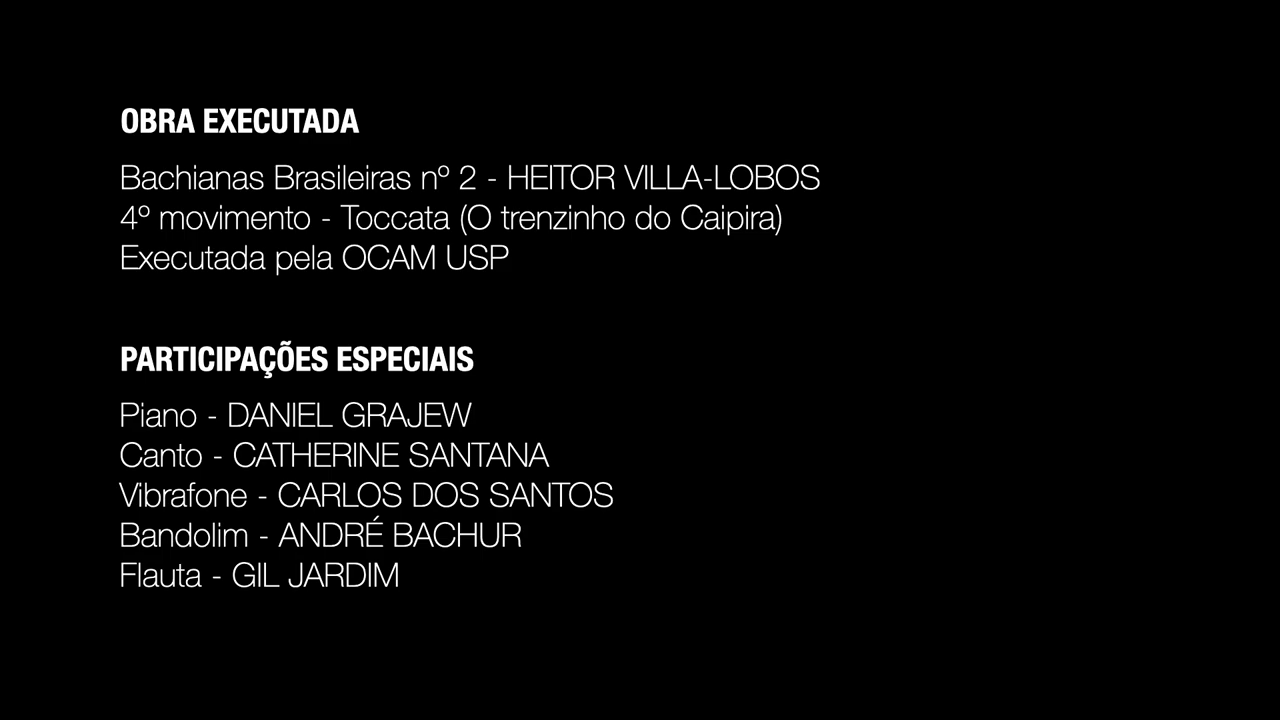 OBRA EXECUTADA
Bachianas Brasileiras nº 2 - HEITOR VILLA-LOBOS
4º movimento - Toccata (O trenzinho do Caipira)
Executada pela OCAM USP
PARTICIPAÇÕES ESPECIAIS
Piano - DANIEL GRAJEW
Canto - CATHERINE SANTANA
Vibrafone - CARLOS DOS SANTOS
Bandolim - ANDRÉ BACHUR
Flauta - GIL JARDIM